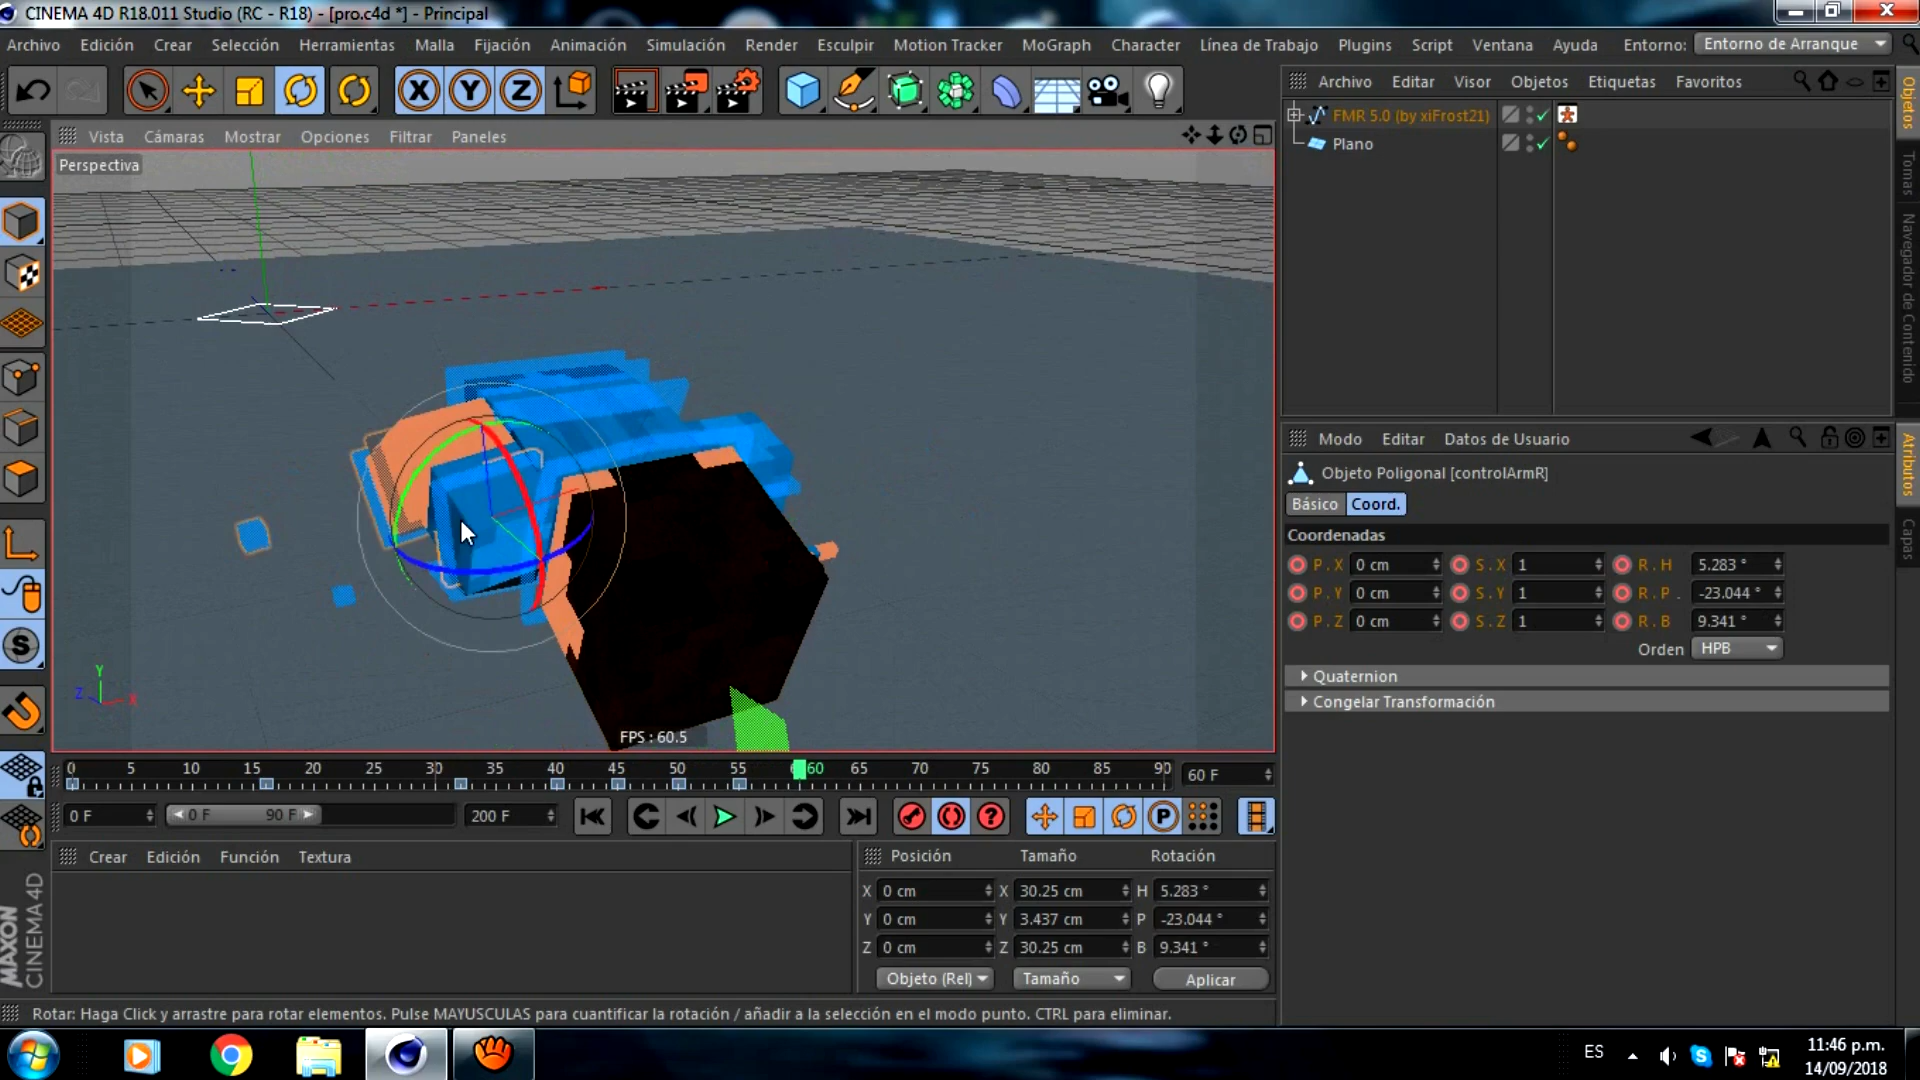 CINEMA 4D R18.011 Studio (RC - R18) - [pro.c4d *] - Principal
Archivo Edición Crear Selección Herramientas Malla Fijación Animación Simulación Render Esculpir Motion Tracker MoGraph Character Línea de Trabajo Plugins Script Ventana Ayuda Entorno: Entorno de Arranque
X Y Z
Archivo Editar Visor Objetos Etiquetas Favoritos
Objetos
Tomas
Navegador de Contenido
FMR 5.0 (by xiFrost21)
Plano
Vista Cámaras Mostrar Opciones Filtrar Paneles
Perspectiva
Modo Editar Datos de Usuario
Atributos
Capas
Objeto Poligonal [controlArmR]
Básico Coord.
Coordenadas
P . X 0 cm S . X 1 R . H 5.283 °
P . Y 0 cm S . Y 1 R . P . -23.044 °
P . Z 0 cm S . Z 1 R . B 9.341 °
Orden HPB
Quaternion
Congelar Transformación
Y
Z X
FPS : 60.5
0 5 10 15 20 25 30 35 40 45 50 55 60 65 70 75 80 85 90 60 F
0 F 0 F 90 F 200 F
P
Crear Edición Función Textura
Posición Tamaño Rotación
X 0 cm X 30.25 cm H 5.283 °
Y 0 cm Y 3.437 cm P -23.044 °
Z 0 cm Z 30.25 cm B 9.341 °
Objeto (Rel) Tamaño Aplicar
MAXON
CINEMA 4D
Rotar: Haga Click y arrastre para rotar elementos. Pulse MAYUSCULAS para cuantificar la rotación / añadir a la selección en el modo punto. CTRL para eliminar.
ES
11:46 p.m.
14/09/2018